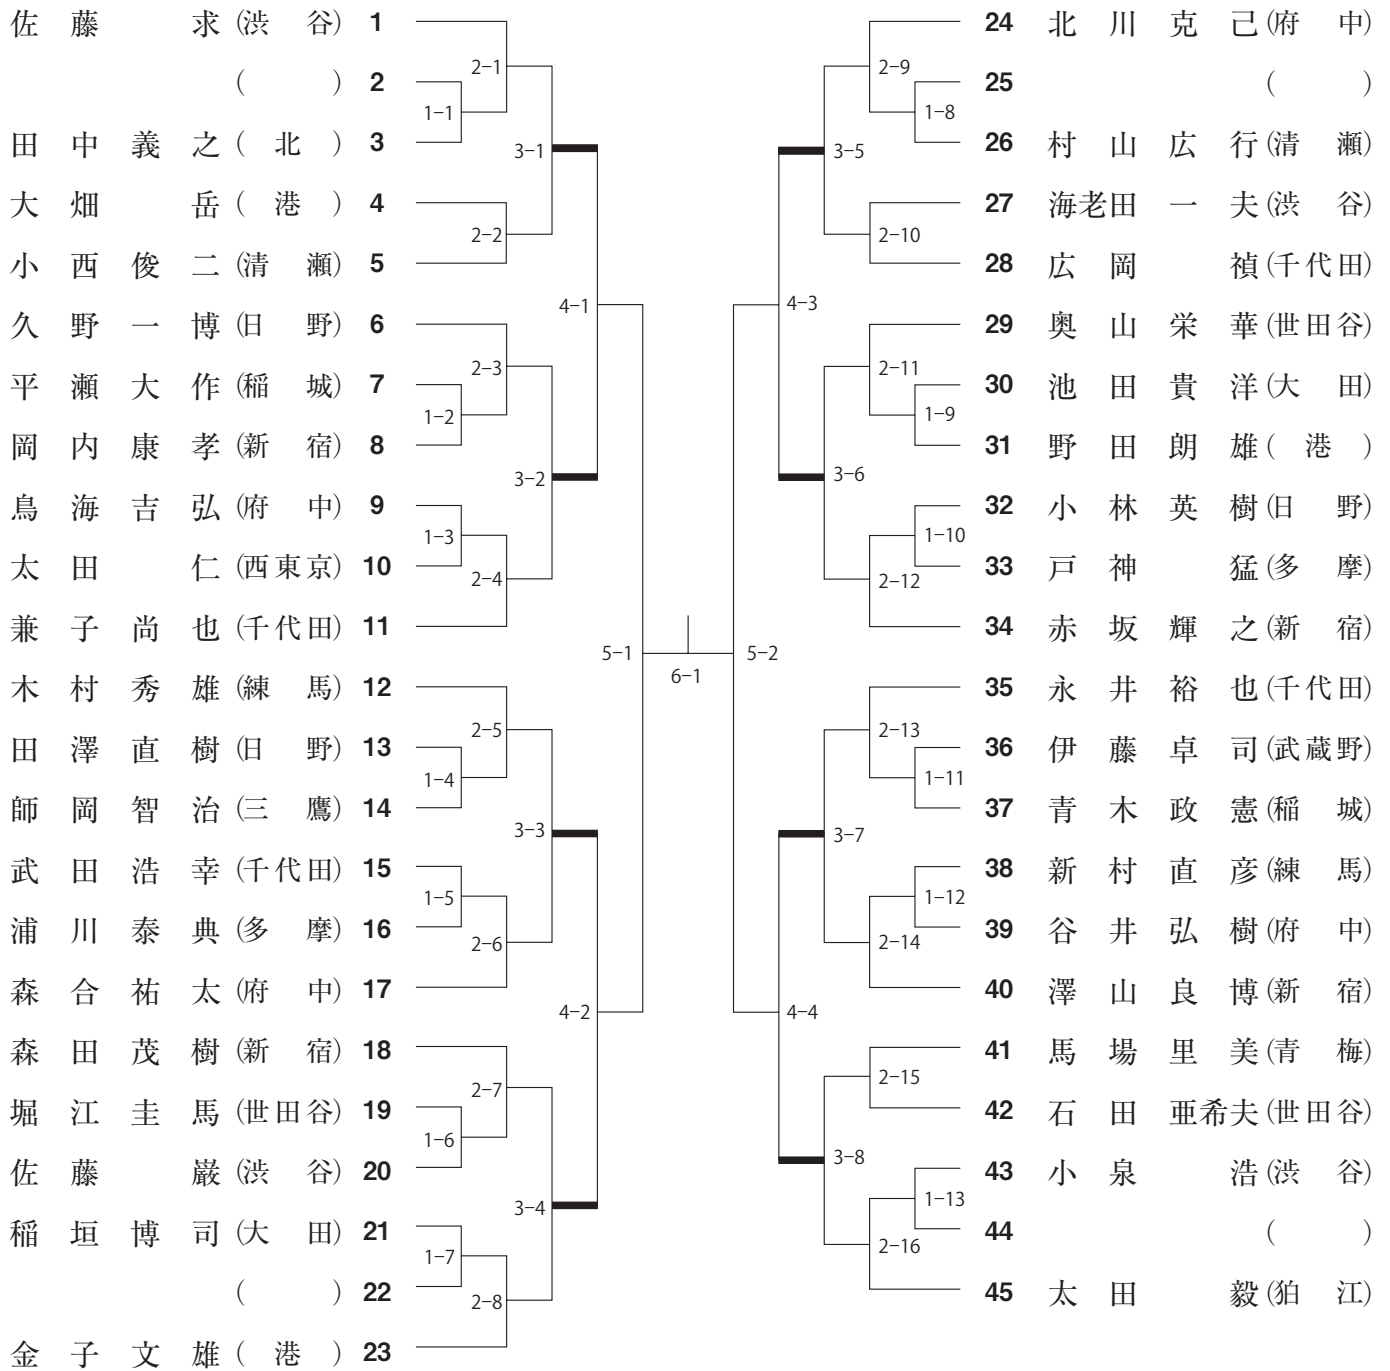 佐藤 求(渋谷) 1
( ) 2
田中義之(北) 3
大畑 岳(港) 4
小西俊二(清瀬) 5
久野一博(日野) 6
平瀬大作(稲城) 7
岡内康孝(新宿) 8
鳥海吉弘(府中) 9
太田 仁(西東京) 10
兼子尚也(千代田) 11
木村秀雄(練馬) 12
田澤直樹(日野) 13
師岡智治(三鷹) 14
武田浩幸(千代田) 15
浦川泰典(多摩) 16
森合祐太(府中) 17
森田茂樹(新宿) 18
堀江圭馬(世田谷) 19
佐藤 巌(渋谷) 20
稲垣博司(大田) 21
( ) 22
金子文雄(港) 23
1-1
1-2
1-3
1-4
1-5
1-6
1-7
2-1
2-2
2-3
2-4
2-5
2-6
2-7
2-8
3-1
3-2
3-3
3-4
4-1
4-2
5-1
6-1
5-2
4-3
4-4
3-5
3-6
3-7
3-8
2-9
2-10
2-11
2-12
2-13
2-14
2-15
2-16
1-8
1-9
1-10
1-11
1-12
1-13
24 北川克己(府中)
25 ( )
26 村山広行(清瀬)
27 海老田一夫(渋谷)
28 広岡 禎(千代田)
29 奥山栄華(世田谷)
30 池田貴洋(大田)
31 野田朗雄(港)
32 小林英樹(日野)
33 戸神 猛(多摩)
34 赤坂輝之(新宿)
35 永井裕也(千代田)
36 伊藤卓司(武蔵野)
37 青木政憲(稲城)
38 新村直彦(練馬)
39 谷井弘樹(府中)
40 澤山良博(新宿)
41 馬場里美(青梅)
42 石田亜希夫(世田谷)
43 小泉 浩(渋谷)
44 ( )
45 太田 毅(狛江)